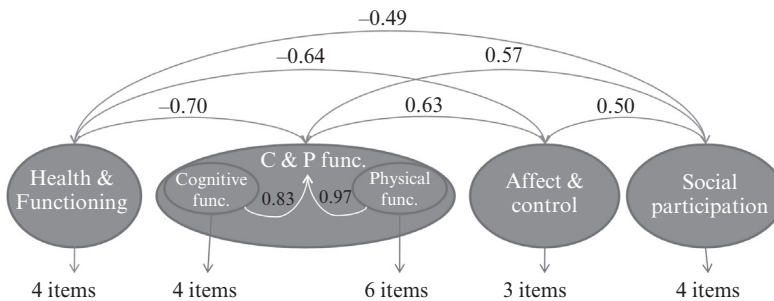 –0.49
–0.64
0.57
–0.70
0.63
0.50
C & P func.
Health &
Functioning
Cognitive
func.
0.83
0.97
Physical
func.
Affect &
control
Social
participation
4 items
4 items
6 items
3 items
4 items